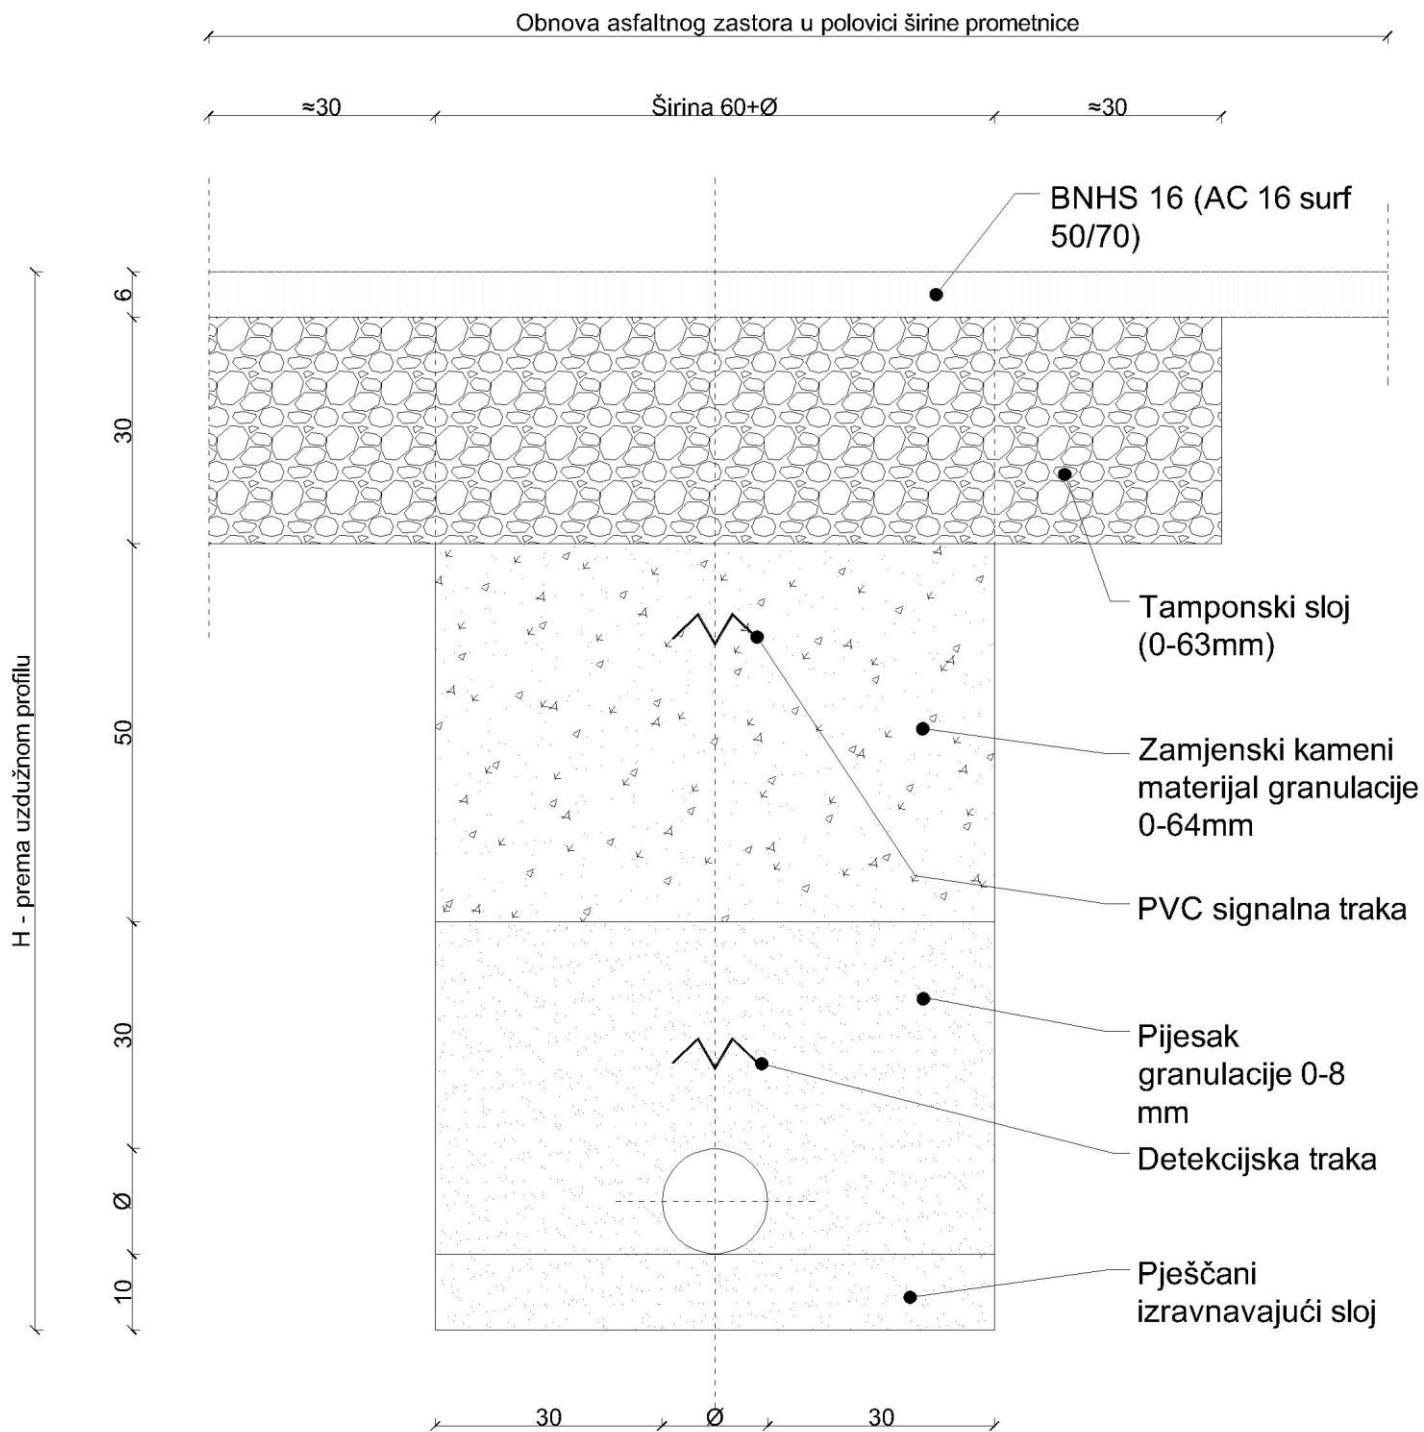 Obnova asfaltnog zastora u polovici širine prometnice
≈30
Širina 60+Ø
≈30
BNHS 16 (AC 16 surf
50/70)
6
30
Tamponski sloj
(0-63mm)
H - prema uzdužnom profilu
50
Zamjenski kameni
materijal granulacije
0-64mm
PVC signalna traka
30
Pijesak
granulacije 0-8
mm
Detekcijska traka
Ø
10
Pješčani
izravnavajući sloj
30
Ø
30